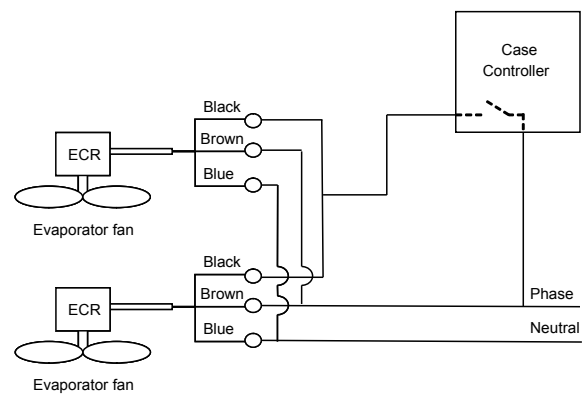 Case
Controller
Black
Brown
ECR
Blue
Evaporator fan
Black
Brown
Phase
ECR
Blue
Neutral
Evaporator fan